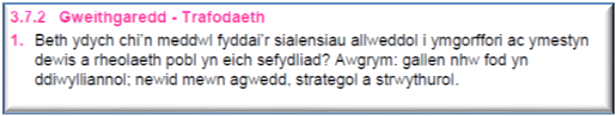 3.7.2 Gweithgaredd - Trafodaeth
1. Beth ydych chi'n meddwl fyddai'r sialensiau allweddol i ymgorffori ac ymestyn
dewis a rheolaeth pobl yn eich sefydliad? Awgrym: gallen nhw fod yn
ddiwylliannol; newid mewn agwedd, strategol a strwythurol.